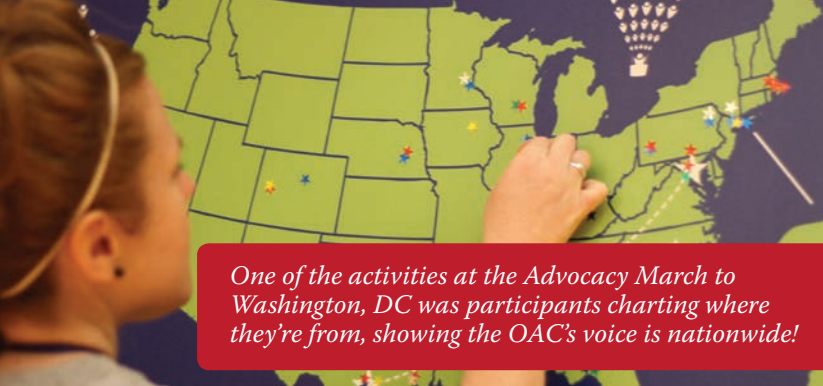 One of the activities at the Advocacy March to
Washington, DC was participants charting where
they're from, showing the OAC's voice is nationwide!